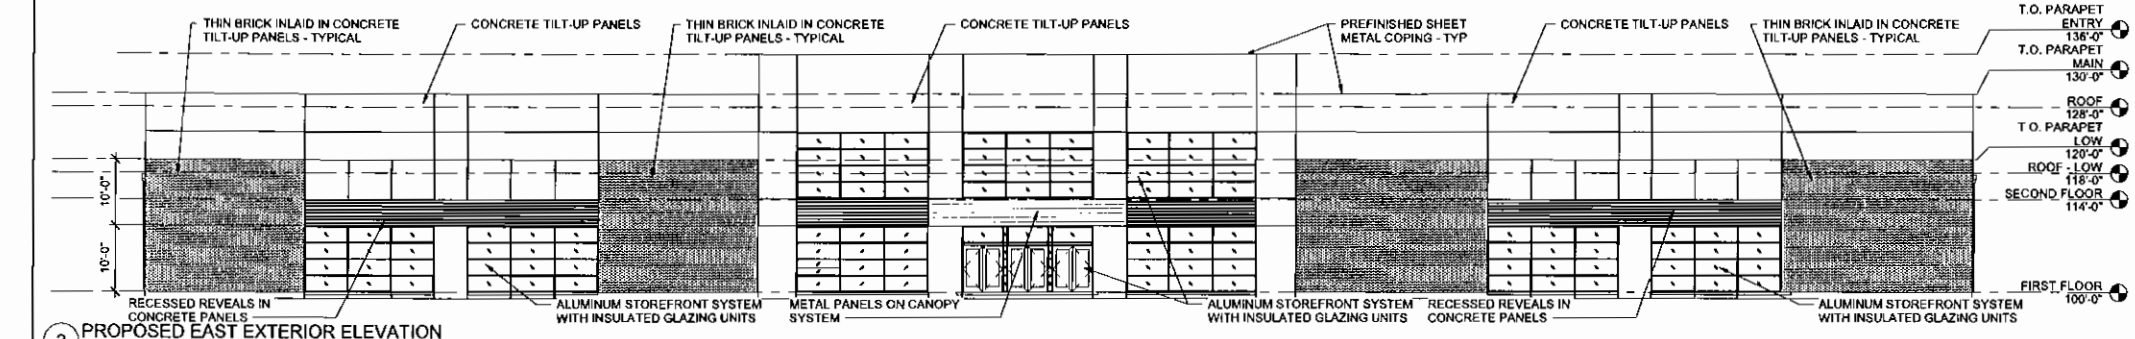 THIN BRICK INLAID IN CONCRETE
TILT-UP PANELS - TYPICAL
CONCRETE TILT-UP PANELS
THIN BRICK INLAID IN CONCRETE
TILT-UP PANELS - TYPICAL
CONCRETE TILT-UP PANELS
PREFINISHED SHEET
METAL COPING - TYP
CONCRETE TILT-UP PANELS
THIN BRICK INLAID IN CONCRETE
TILT-UP PANELS - TYPICAL
T.O. PARAPET
ENTRY
136'-0"
T.O. PARAPET
MAIN
130'-0"
ROOF
128'-0"
T O. PARAPET
LOW
120'-0"
ROOF - LOW
118'-0"
SECOND FLOOR
114'-0"
FIRST FLOOR
100'-0"
10'-0"
10'-0"
RECESSED REVEALS IN
CONCRETE PANELS
ALUMINUM STOREFRONT SYSTEM
WITH INSULATED GLAZING UNITS
METAL PANELS ON CANOPY
SYSTEM
ALUMINUM STOREFRONT SYSTEM
WITH INSULATED GLAZING UNITS
RECESSED REVEALS IN
CONCRETE PANELS
ALUMINUM STOREFRONT SYSTEM
WITH INSULATED GLAZING UNITS
PROPOSED EAST EXTERIOR ELEVATION